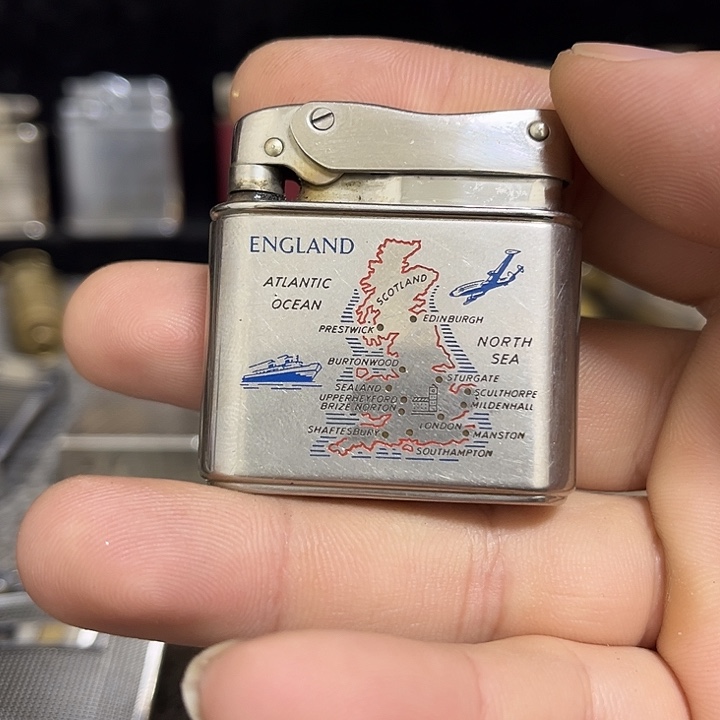 ENGLAND
ATLANTIC
OCEAN
SCOTLAND
PRESTWICK
EDINBURGH
NORTH
SEA
BURTONWOOD
STURGATE
SEALAND
SCULTHORPE
UPPERHEYFORD
BRIZE NORTON
MILDENHALL
LONDON
SHAFTESBURY
MANSTON
SOUTHAMPTON